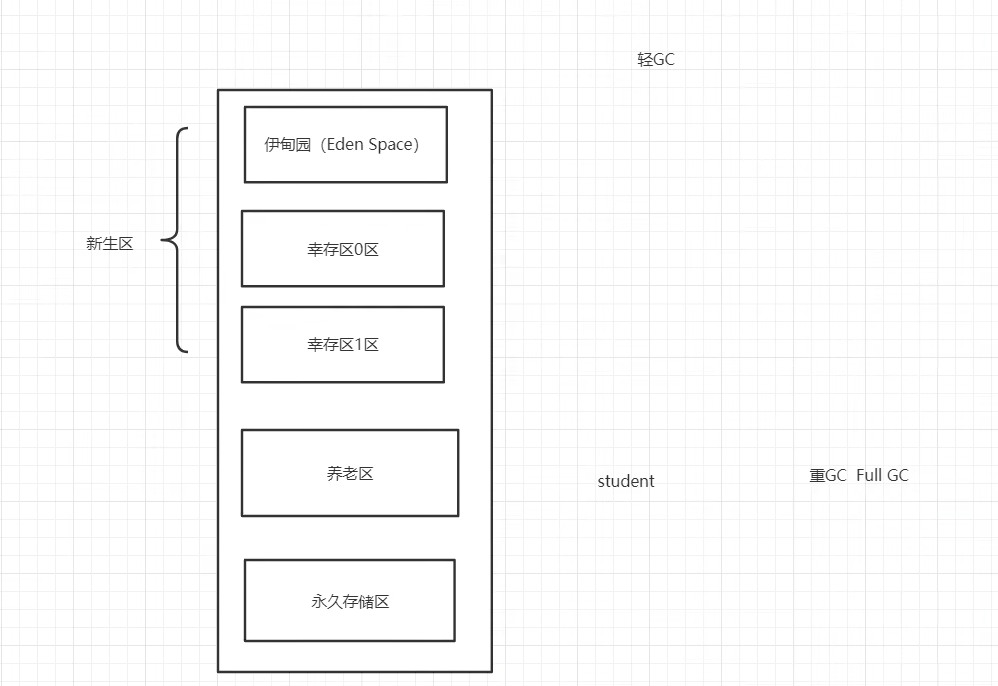 轻GC
伊甸园（Eden Space）
新生区
幸存区0区
幸存区1区
养老区
student
重GC Full GC
永久存储区